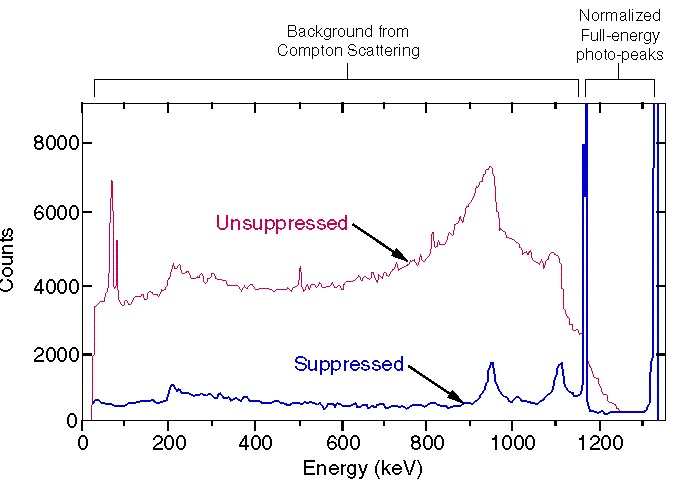 Background from
Compton Scattering
Normalized
Full-energy
photo-peaks
8000
6000
4000
2000
0
Counts
Unsuppressed
Suppressed
0 200 400 600 800 1000 1200
Energy (keV)